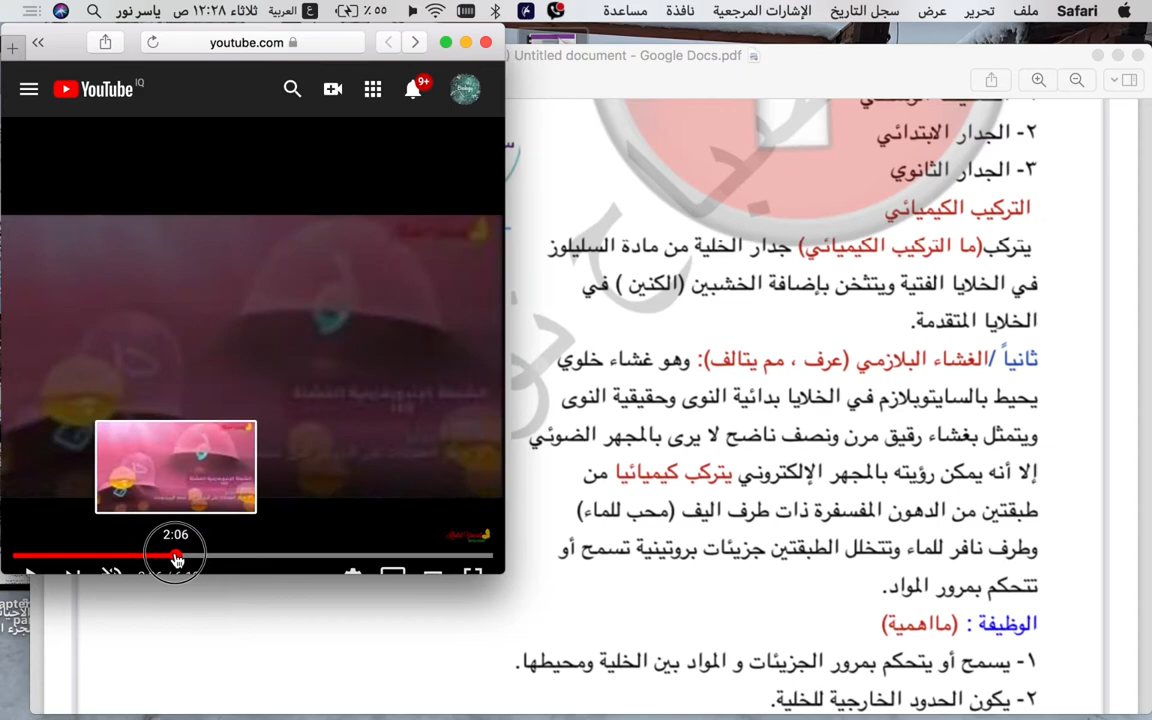 Safari ملف تحرير عرض سجل التاريخ الإشارات المرجعية نافذة مساعدة
٥٥ ٪ العربية ع ثلاثاء ١٢:٢٨ ص ياسر نور
youtube.com
Untitled document - Google Docs.pdf
YouTube IQ
9+
٢- الجدار الابتدائي
٣- الجدار الثانوي
التركيب الكيميائي
يتركب(ما التركيب الكيميائي) جدار الخلية من مادة السليلوز
في الخلايا الفتية ويتثخن بإضافة الخشبين (الكنين ) في
الخلايا المتقدمة.
ثانياً /الغشاء البلازمي (عرف ، مم يتالف): وهو غشاء خلوي
يحيط بالسايتوبلازم في الخلايا بدائية النوى وحقيقية النوى
ويتمثل بغشاء رقيق مرن ونصف ناضح لا يرى بالمجهر الضوئي
إلا أنه يمكن رؤيته بالمجهر الإلكتروني يتركب كيميائيا من
طبقتين من الدهون المفسفرة ذات طرف اليف (محب للماء)
وطرف نافر للماء وتتخلل الطبقتين جزيئات بروتينية تسمح أو
تتحكم بمرور المواد.
الوظيفة : (مااهمية)
١- يسمح أو يتحكم بمرور الجزيئات و المواد بين الخلية ومحيطها.
٢- يكون الحدود الخارجية للخلية.
2:06